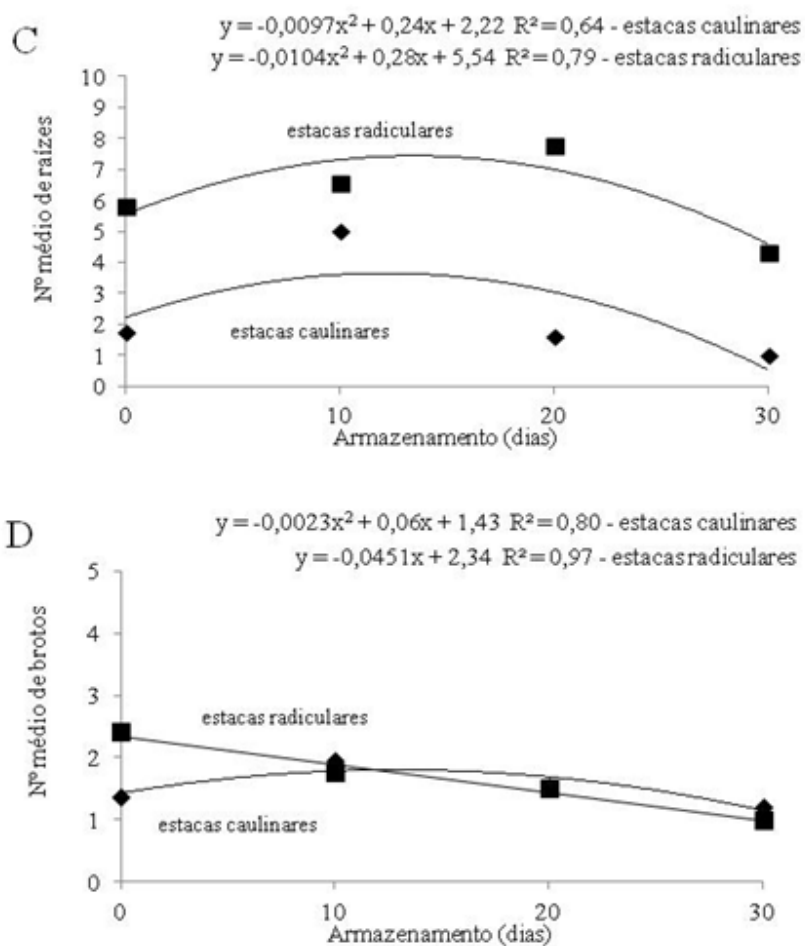 C
y = -0,0097x² + 0,24x + 2,22 R² = 0,64 - estacas caulinares
y = -0,0104x² + 0,28x + 5,54 R² = 0,79 - estacas radiculares
10
9
8
7
6
5
4
3
2
1
0
Nº médio de raízes
estacas radiculares
estacas caulinares
0 10 20 30
Armazenamento (dias)
D
y = -0,0023x² + 0,06x + 1,43 R² = 0,80 - estacas caulinares
y = -0,0451x + 2,34 R² = 0,97 - estacas radiculares
5
4
3
2
1
0
Nº médio de brotos
estacas radiculares
estacas caulinares
0 10 20 30
Armazenamento (dias)